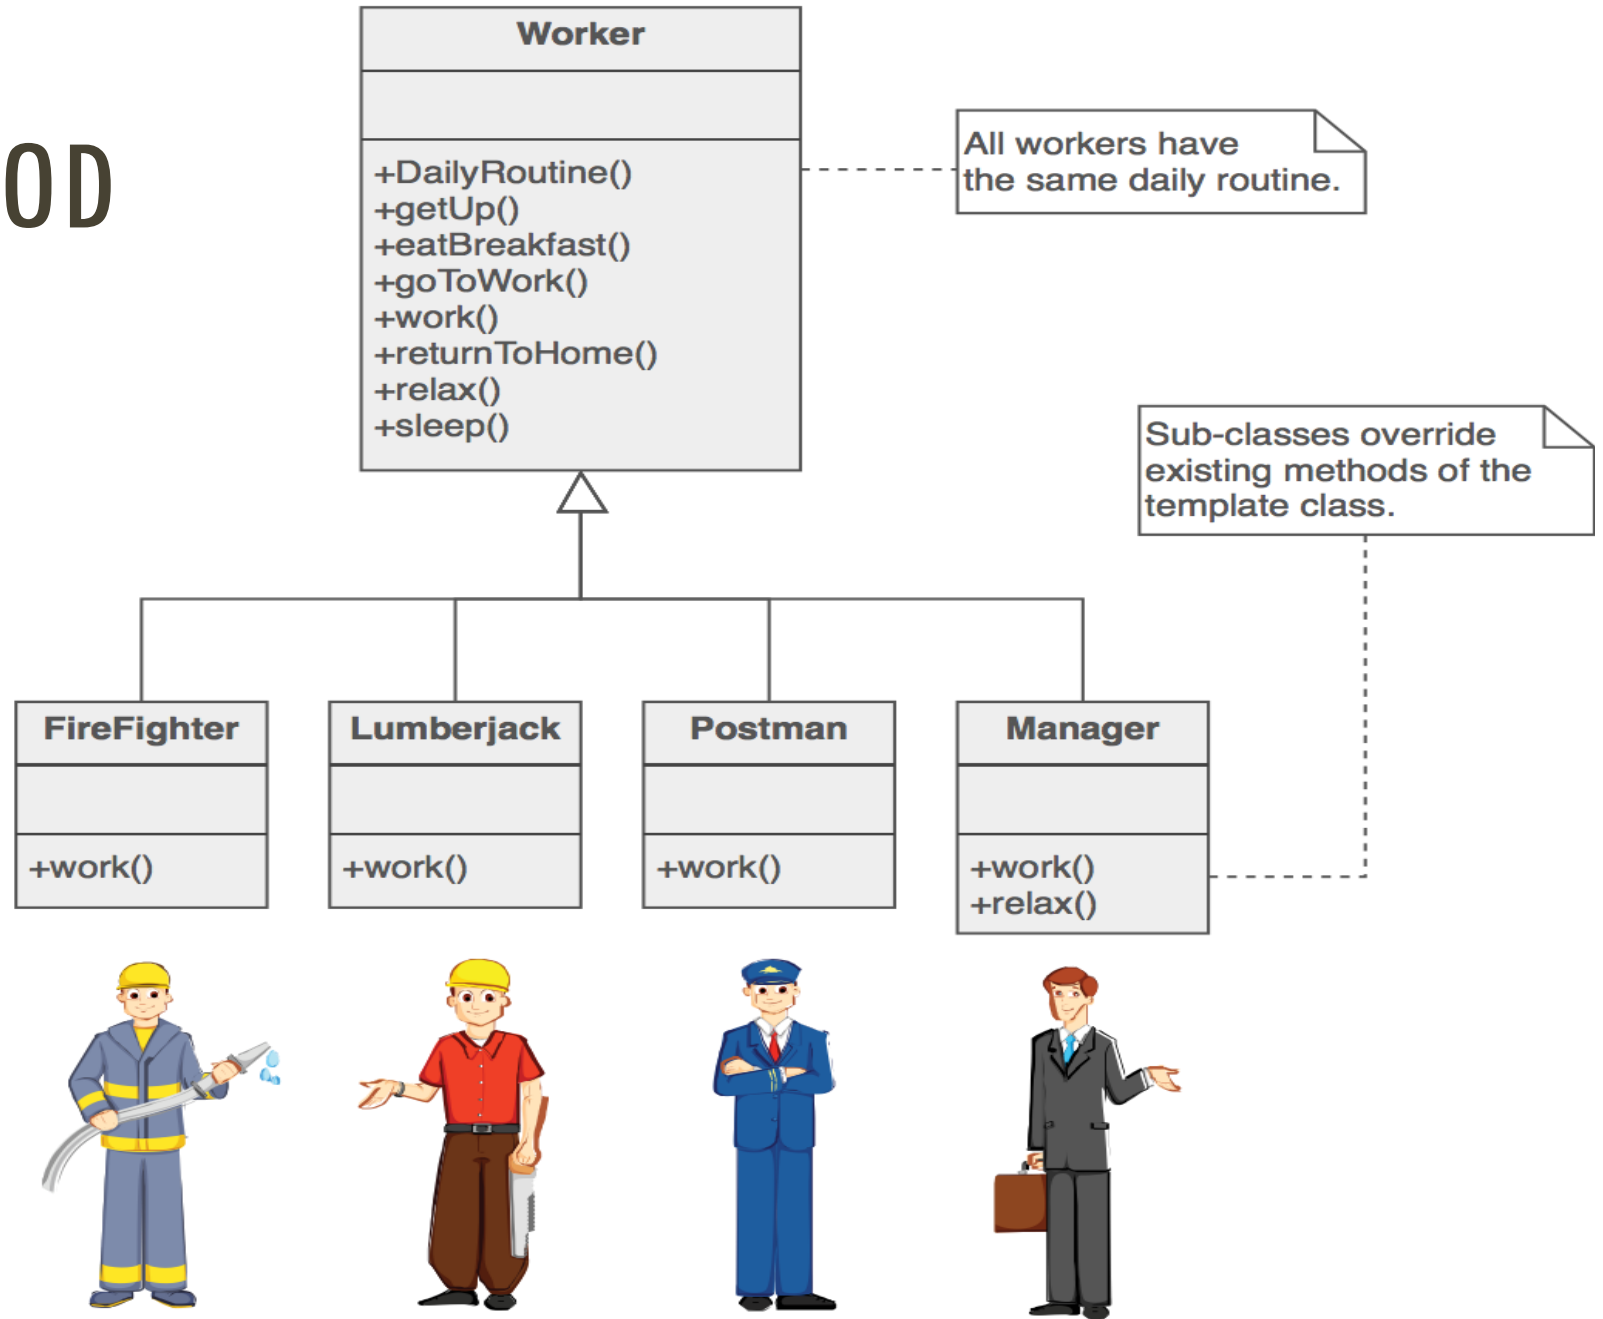 OD
Worker
+DailyRoutine()
+getUp()
+eatBreakfast()
+goToWork()
+work()
+returnToHome()
+relax()
+sleep()
All workers have
the same daily routine.
Sub-classes override
existing methods of the
template class.
FireFighter
+work()
Lumberjack
+work()
Postman
+work()
Manager
+work()
+relax()